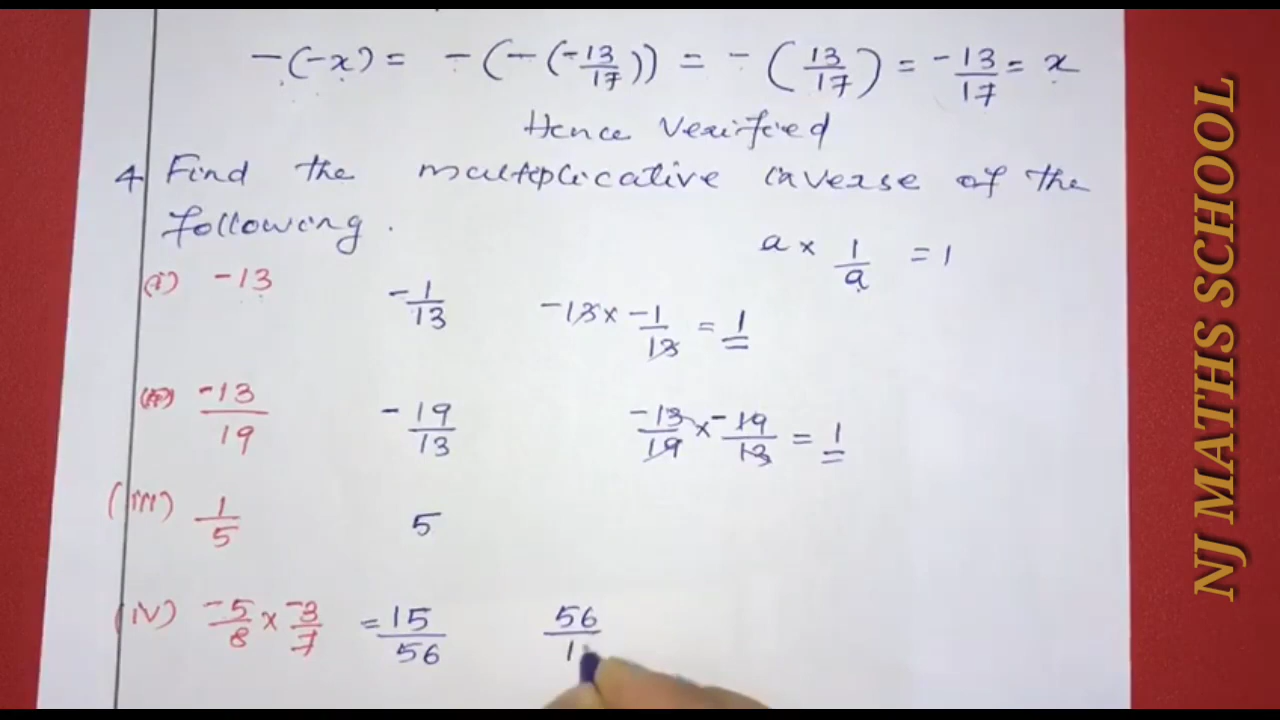 -(-x) = -(-(-13/17)) = -(13/17) = -13/17 = x
Hence Verified
4 Find the multiplicative inverse of the
following.
a × 1/a = 1
(i) -13 -1/13 -13 × -1/13 = 1
(ii) -13/19 -19/13 -13/19 × -19/13 = 1
(iii) 1/5 5
(iv) -5/8 × -3/7 = 15/56 56/1
NJ MATHS SCHOOL